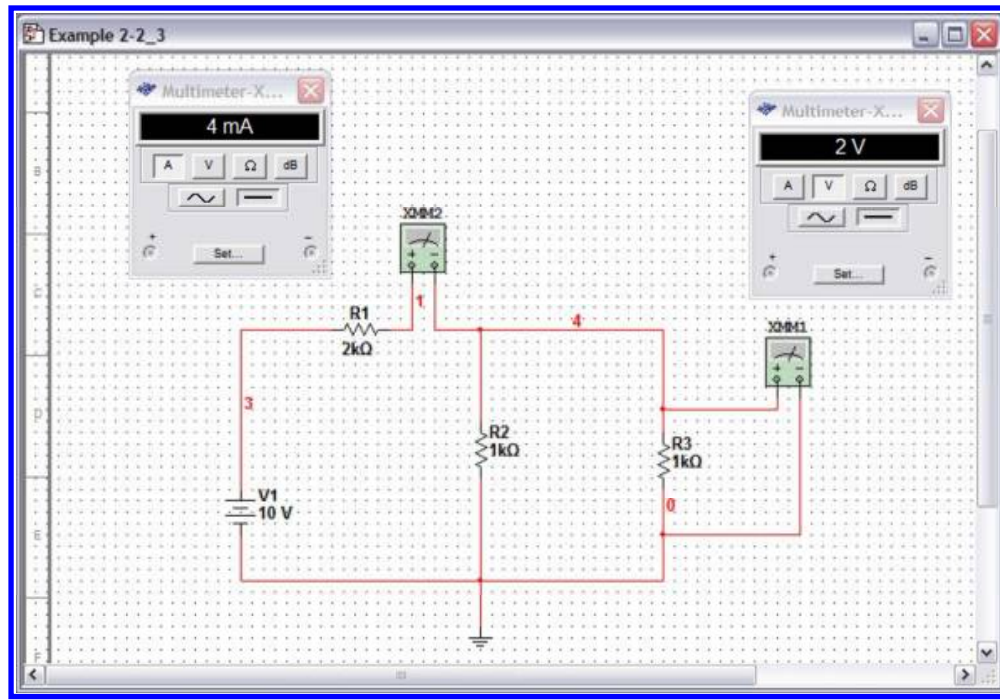 Example 2-2_3
Multimeter-X...
4 mA
A V Ω dB
+ −
Set...
Multimeter-X...
2 V
A V Ω dB
+ −
Set...
XMM2
+ −
1
R1
2kΩ
4
XMM1
+ −
3
R2
1kΩ
R3
1kΩ
0
V1
10 V
B
D
E